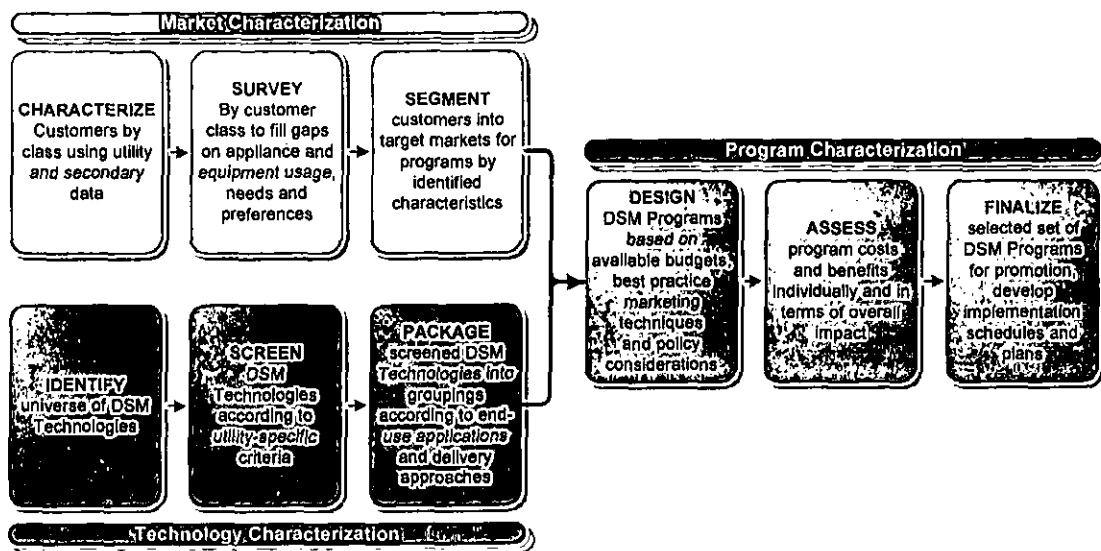 Market Characterization
CHARACTERIZE
Customers by
class using utility
and secondary
data
SURVEY
By customer
class to fill gaps
on appliance and
equipment usage,
needs and
preferences
SEGMENT
customers into
target markets for
programs by
identified
characteristics
Program Characterization
DESIGN
DSM Programs
based on
available budgets,
best practice
marketing
techniques
and policy
considerations
ASSESS
program costs
and benefits
individually and in
terms of overall
impact
FINALIZE
selected set of
DSM Programs
for promotion,
develop
implementation
schedules and
plans
IDENTIFY
universe of DSM
Technologies
SCREEN
DSM
Technologies
according to
utility-specific
criteria
PACKAGE
screened DSM
Technologies into
groupings
according to end-
use applications
and delivery
approaches
Technology Characterization